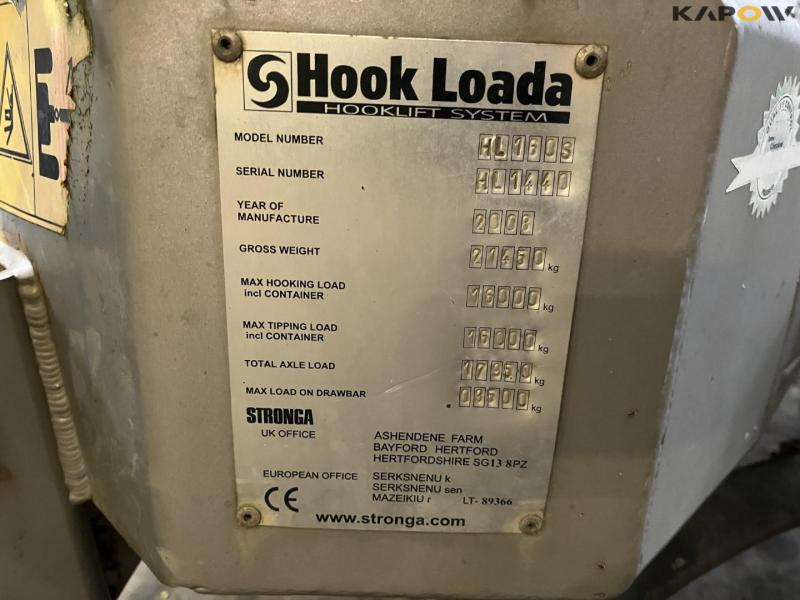 KAPOW
Hook Loada
HOOKLIFT SYSTEM
MODEL NUMBER HL160S
SERIAL NUMBER HL1440
YEAR OF
MANUFACTURE 2008
GROSS WEIGHT 21450 kg
MAX HOOKING LOAD
incl CONTAINER 16000 kg
MAX TIPPING LOAD
incl CONTAINER 16000 kg
TOTAL AXLE LOAD 17950 kg
MAX LOAD ON DRAWBAR 03500 kg
STRONGA
UK OFFICE ASHENDENE FARM
BAYFORD HERTFORD
HERTFORDSHIRE SG13 8PZ
EUROPEAN OFFICE SERKSNENU k
SERKSNENU sen
MAZEIKIU r LT- 89366
CE
www.stronga.com